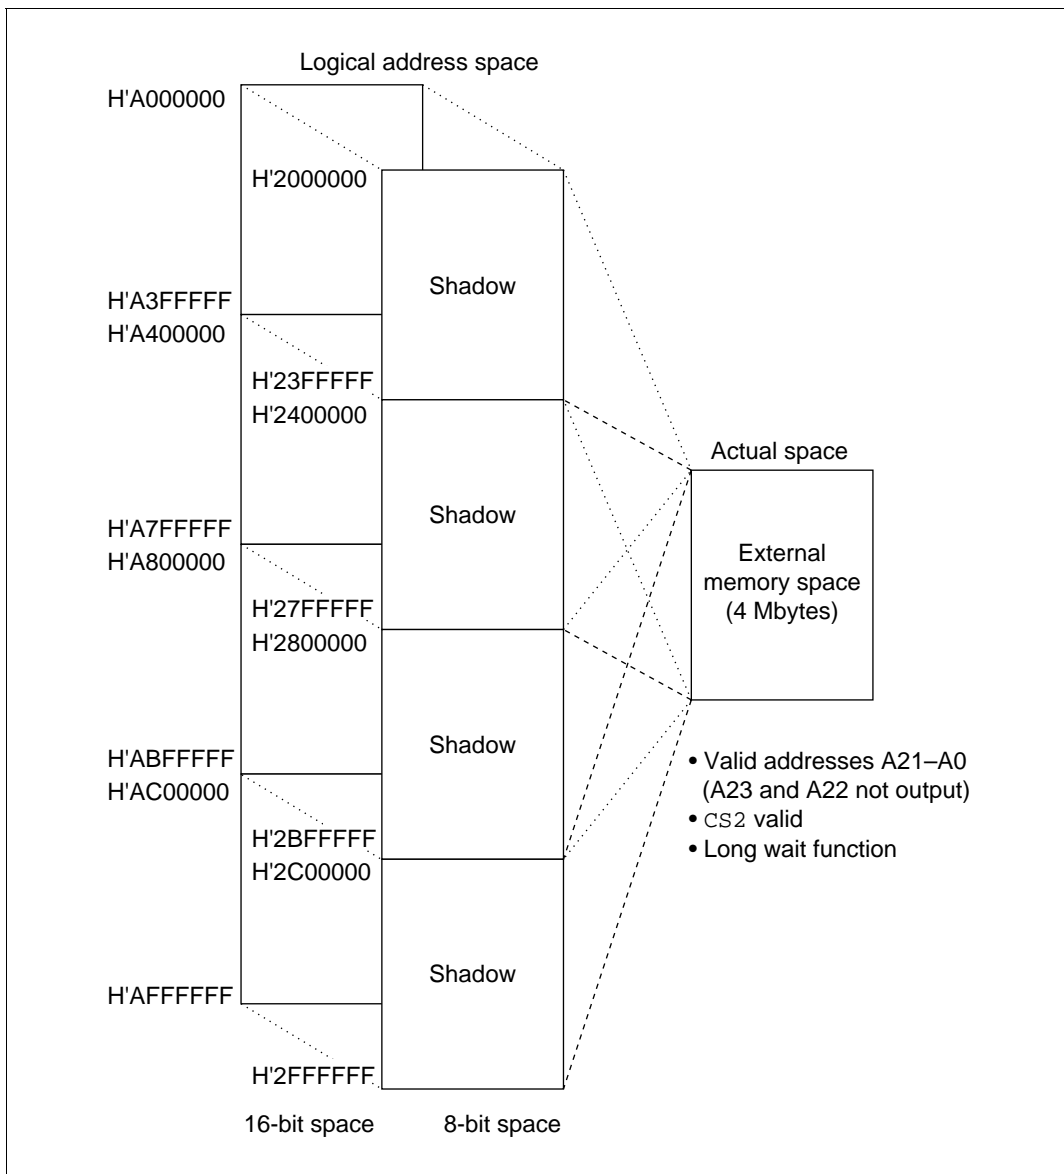 Logical address space
H'A000000
H'2000000
Shadow
H'A3FFFFF
H'A400000
H'23FFFFF
H'2400000
Actual space
Shadow
H'A7FFFFF
H'A800000
External
memory space
(4 Mbytes)
H'27FFFFF
H'2800000
Shadow
H'ABFFFFF
H'AC00000
• Valid addresses A21–A0
(A23 and A22 not output)
• CS2 valid
• Long wait function
H'2BFFFFF
H'2C00000
Shadow
H'AFFFFFF
H'2FFFFFF
16-bit space
8-bit space